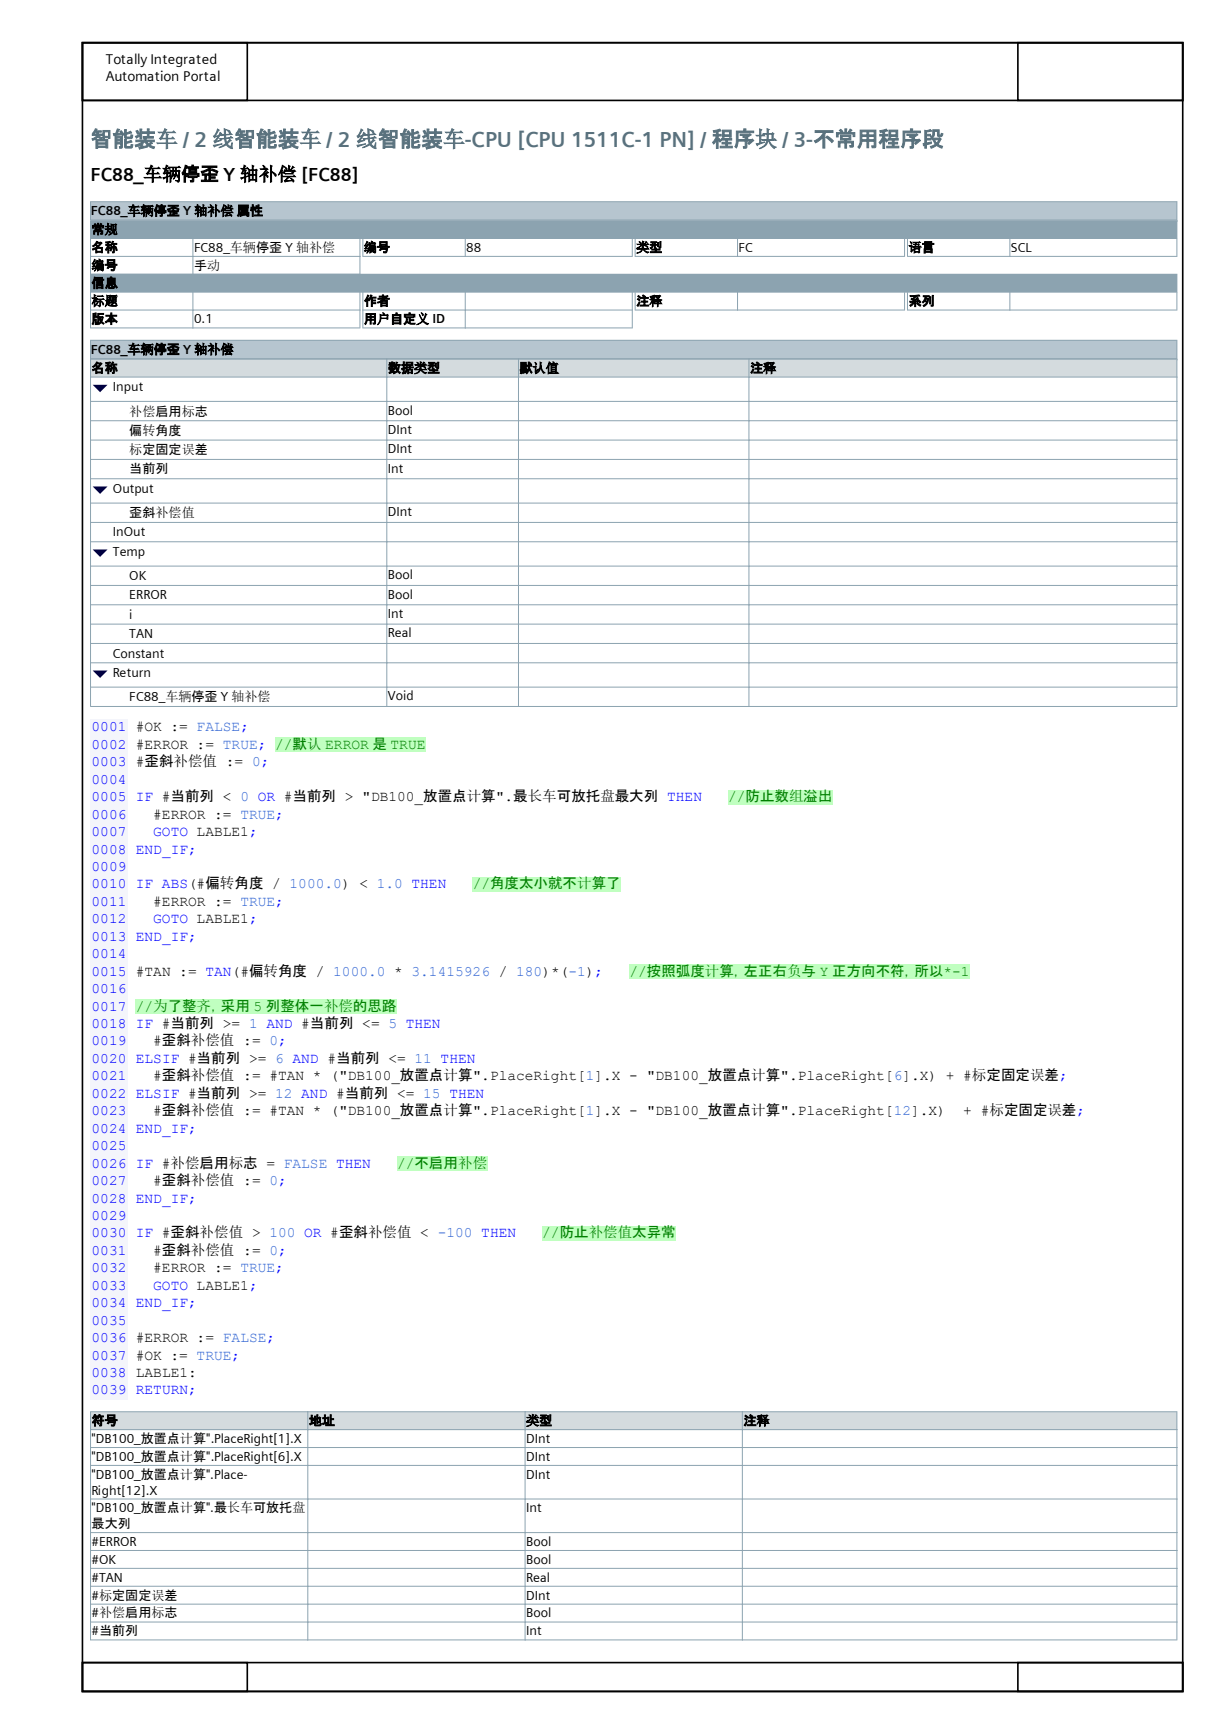 Totally Integrated
Automation Portal
智能装车 / 2 线智能装车 / 2 线智能装车-CPU [CPU 1511C-1 PN] / 程序块 / 3-不常用程序段
FC88_车辆停歪 Y 轴补偿 [FC88]
FC88_车辆停歪 Y 轴补偿 属性
常规
名称 FC88_车辆停歪 Y 轴补偿 编号 88 类型 FC 语言 SCL
编号 手动
信息
标题 作者 注释 系列
版本 0.1 用户自定义 ID
FC88_车辆停歪 Y 轴补偿
名称 数据类型 默认值 注释
Input
补偿启用标志 Bool
偏转角度 DInt
标定固定误差 DInt
当前列 Int
Output
歪斜补偿值 DInt
InOut
Temp
OK Bool
ERROR Bool
i Int
TAN Real
Constant
Return
FC88_车辆停歪 Y 轴补偿 Void
0001 #OK := FALSE;
0002 #ERROR := TRUE; //默认 ERROR 是 TRUE
0003 #歪斜补偿值 := 0;
0004
0005 IF #当前列 < 0 OR #当前列 > "DB100_放置点计算".最长车可放托盘最大列 THEN //防止数组溢出
0006 #ERROR := TRUE;
0007 GOTO LABLE1;
0008 END_IF;
0009
0010 IF ABS(#偏转角度 / 1000.0) < 1.0 THEN //角度太小就不计算了
0011 #ERROR := TRUE;
0012 GOTO LABLE1;
0013 END_IF;
0014
0015 #TAN := TAN(#偏转角度 / 1000.0 * 3.1415926 / 180)*(-1); //按照弧度计算, 左正右负与 Y 正方向不符, 所以*-1
0016
0017 //为了整齐, 采用 5 列整体一补偿的思路
0018 IF #当前列 >= 1 AND #当前列 <= 5 THEN
0019 #歪斜补偿值 := 0;
0020 ELSIF #当前列 >= 6 AND #当前列 <= 11 THEN
0021 #歪斜补偿值 := #TAN * ("DB100_放置点计算".PlaceRight[1].X - "DB100_放置点计算".PlaceRight[6].X) + #标定固定误差;
0022 ELSIF #当前列 >= 12 AND #当前列 <= 15 THEN
0023 #歪斜补偿值 := #TAN * ("DB100_放置点计算".PlaceRight[1].X - "DB100_放置点计算".PlaceRight[12].X) + #标定固定误差;
0024 END_IF;
0025
0026 IF #补偿启用标志 = FALSE THEN //不启用补偿
0027 #歪斜补偿值 := 0;
0028 END_IF;
0029
0030 IF #歪斜补偿值 > 100 OR #歪斜补偿值 < -100 THEN //防止补偿值太异常
0031 #歪斜补偿值 := 0;
0032 #ERROR := TRUE;
0033 GOTO LABLE1;
0034 END_IF;
0035
0036 #ERROR := FALSE;
0037 #OK := TRUE;
0038 LABLE1:
0039 RETURN;
符号 地址 类型 注释
"DB100_放置点计算".PlaceRight[1].X DInt
"DB100_放置点计算".PlaceRight[6].X DInt
"DB100_放置点计算".Place- DInt
Right[12].X
"DB100_放置点计算".最长车可放托盘 Int
最大列
#ERROR Bool
#OK Bool
#TAN Real
#标定固定误差 DInt
#补偿启用标志 Bool
#当前列 Int